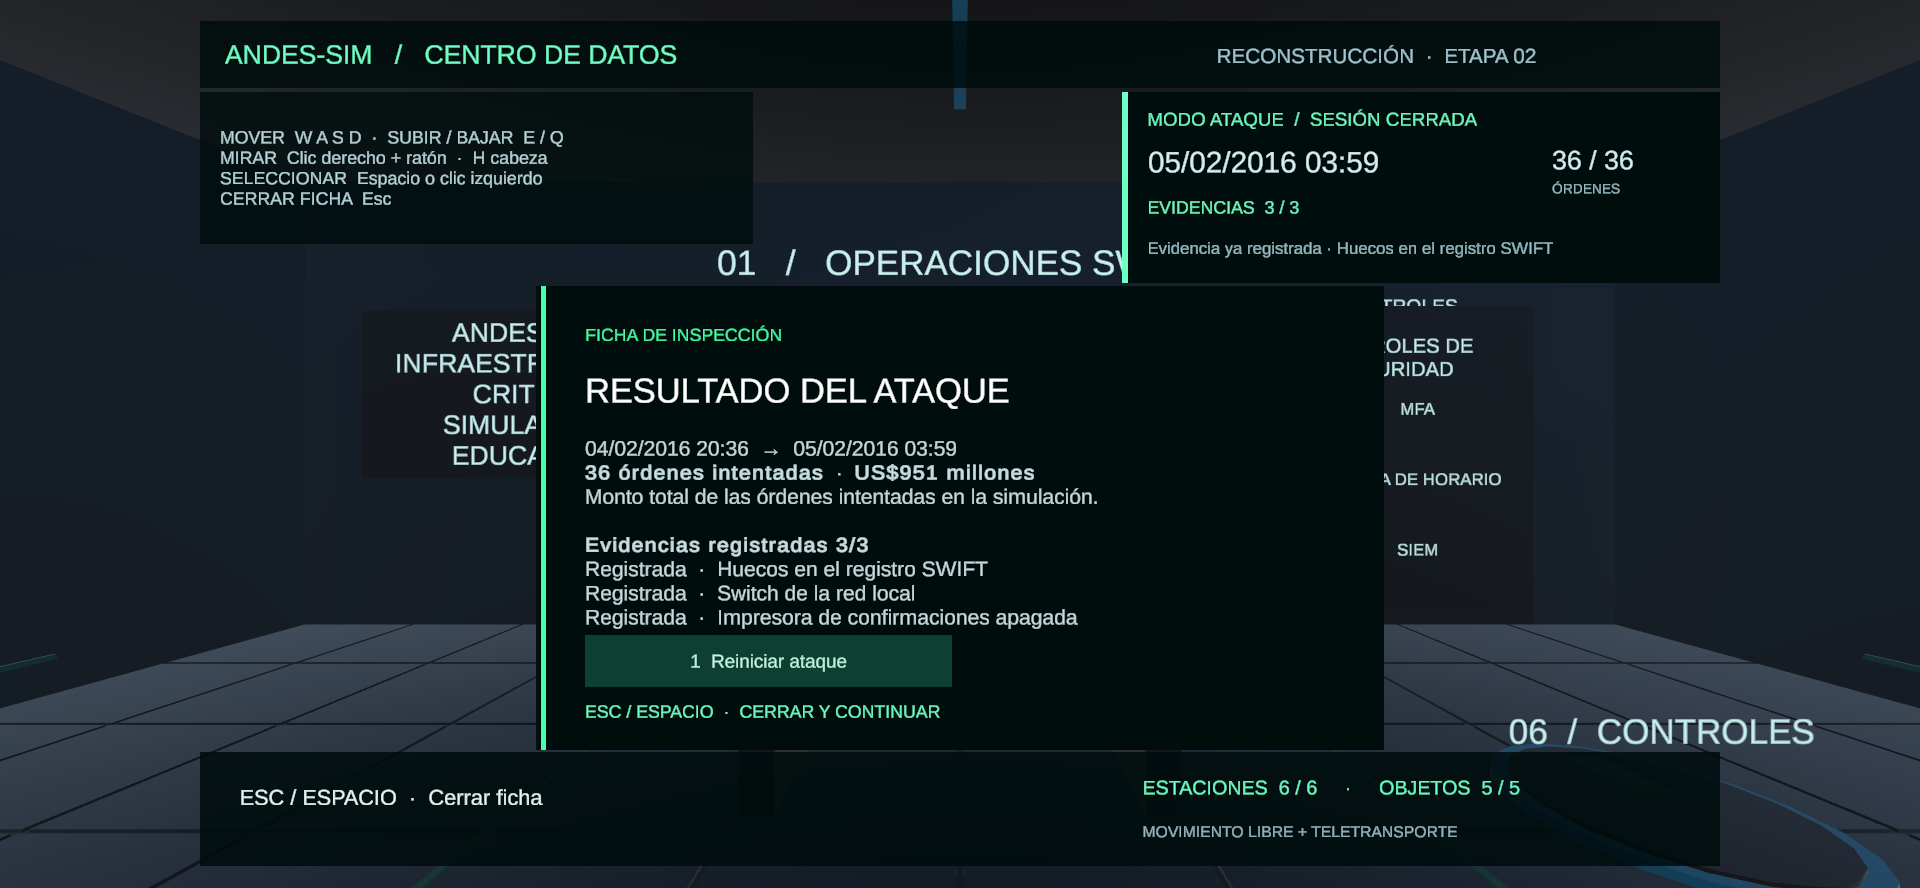 ANDES-SIM / CENTRO DE DATOS
RECONSTRUCCIÓN · ETAPA 02
MOVER W A S D · SUBIR / BAJAR E / Q
MIRAR Clic derecho + ratón · H cabeza
SELECCIONAR Espacio o clic izquierdo
CERRAR FICHA Esc
MODO ATAQUE / SESIÓN CERRADA
05/02/2016 03:59
36 / 36
ÓRDENES
EVIDENCIAS 3 / 3
Evidencia ya registrada · Huecos en el registro SWIFT
01 / OPERACIONES
ANDES
FICHA DE INSPECCIÓN
RESULTADO DEL ATAQUE
04/02/2016 20:36 → 05/02/2016 03:59
36 órdenes intentadas · US$951 millones
Monto total de las órdenes intentadas en la simulación.
Evidencias registradas 3/3
Registrada · Huecos en el registro SWIFT
Registrada · Switch de la red local
Registrada · Impresora de confirmaciones apagada
1 Reiniciar ataque
ESC / ESPACIO · CERRAR Y CONTINUAR
DE
MFA
DE HORARIO
SIEM
06 / CONTROLES
ESC / ESPACIO · Cerrar ficha
ESTACIONES 6 / 6 · OBJETOS 5 / 5
MOVIMIENTO LIBRE + TELETRANSPORTE